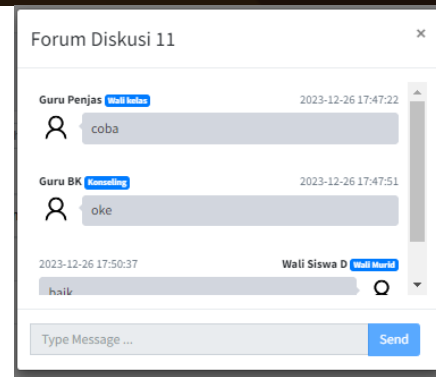 Forum Diskusi 11 ×
Guru Penjas Wali kelas 2023-12-26 17:47:22
coba
Guru BK Konseling 2023-12-26 17:47:51
oke
2023-12-26 17:50:37 Wali Siswa D Wali Murid
baik
Type Message ... Send